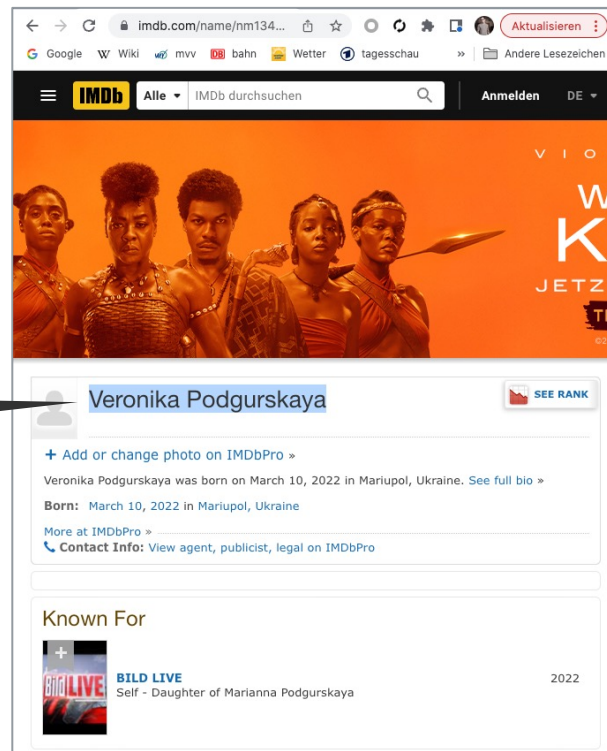 imdb.com/name/nm134...
Aktualisieren
Google Wiki mvv DB bahn Wetter tagesschau » Andere Lesezeichen
IMDb Alle IMDb durchsuchen Anmelden DE
VIO
W
K
JETZ
Veronika Podgurskaya
SEE RANK
+ Add or change photo on IMDbPro »
Veronika Podgurskaya was born on March 10, 2022 in Mariupol, Ukraine. See full bio »
Born: March 10, 2022 in Mariupol, Ukraine
More at IMDbPro »
Contact Info: View agent, publicist, legal on IMDbPro
Known For
Bild LIVE
BILD LIVE 2022
Self - Daughter of Marianna Podgurskaya